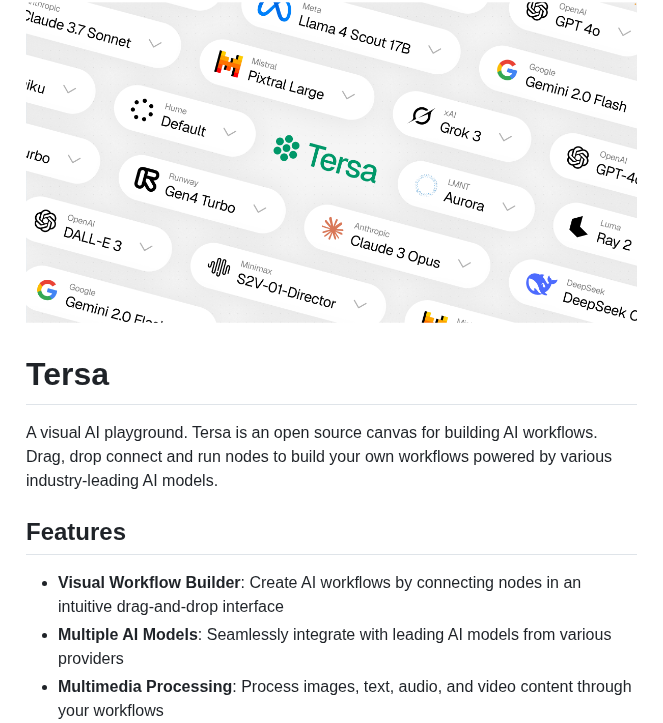 Anthropic
Claude 3.7 Sonnet
Meta
Llama 4 Scout 17B
OpenAI
GPT 4o
Mistral
Pixtral Large
Google
Gemini 2.0 Flash
Hume
Default
xAI
Grok 3
Tersa
OpenAI
Runway
Gen4 Turbo
LMNT
Aurora
OpenAI
DALL-E 3
Anthropic
Claude 3 Opus
Luma
Ray 2
Minimax
S2V-01-Director
DeepSeek
DeepSeek
Google
Gemini 2.0
Tersa
A visual AI playground. Tersa is an open source canvas for building AI workflows.
Drag, drop connect and run nodes to build your own workflows powered by various
industry-leading AI models.
Features
Visual Workflow Builder: Create AI workflows by connecting nodes in an
intuitive drag-and-drop interface
Multiple AI Models: Seamlessly integrate with leading AI models from various
providers
Multimedia Processing: Process images, text, audio, and video content through
your workflows